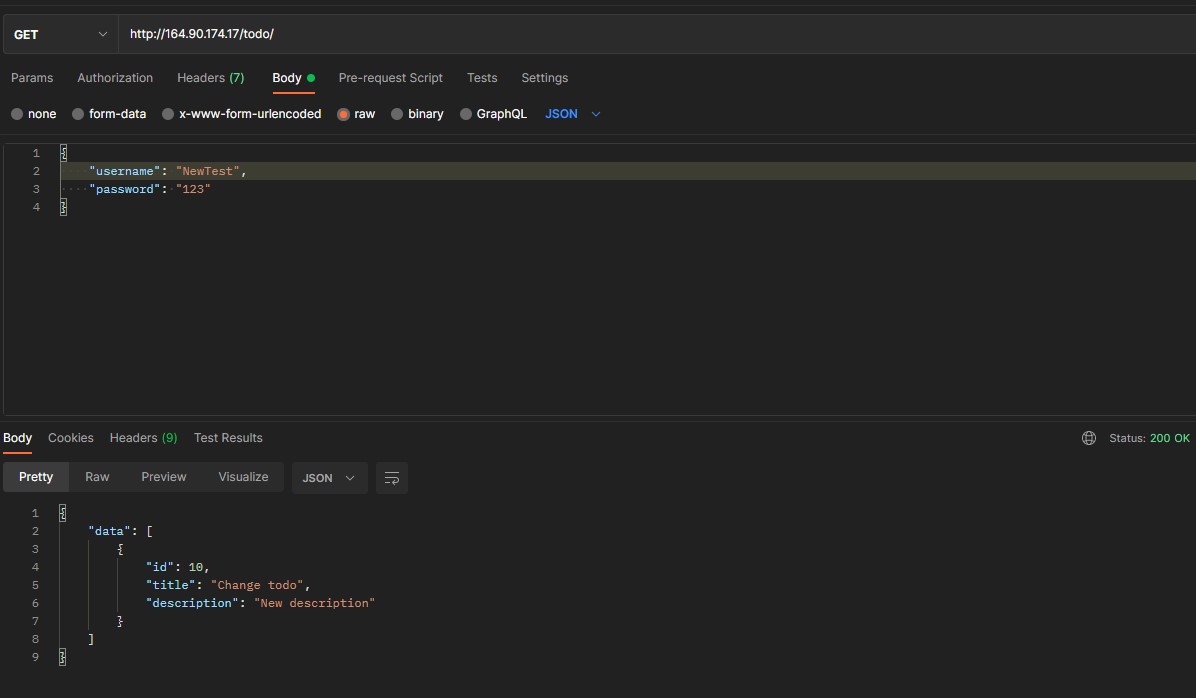 GET http://164.90.174.17/todo/
Params Authorization Headers (7) Body Pre-request Script Tests Settings
none form-data x-www-form-urlencoded raw binary GraphQL JSON
1 {
2 "username": "NewTest",
3 "password": "123"
4 }
Body Cookies Headers (9) Test Results Status: 200 OK
Pretty Raw Preview Visualize JSON
1 {
2 "data": [
3 {
4 "id": 10,
5 "title": "Change todo",
6 "description": "New description"
7 }
8 ]
9 }